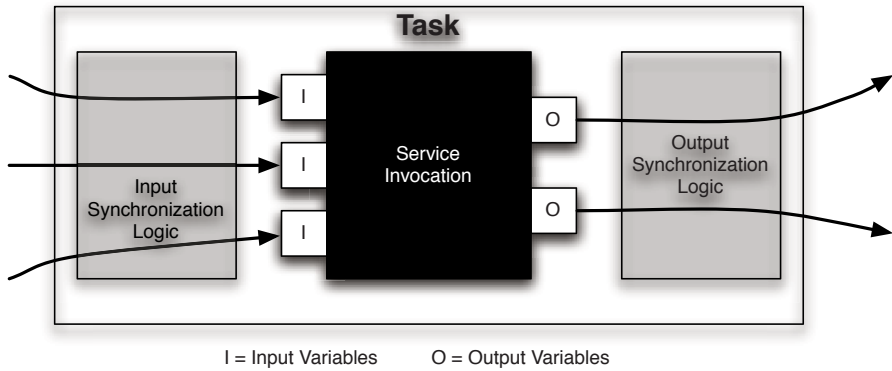 Task
I
I
I
Input
Synchronization
Logic
Service
Invocation
O
O
Output
Synchronization
Logic
I = Input Variables
O = Output Variables